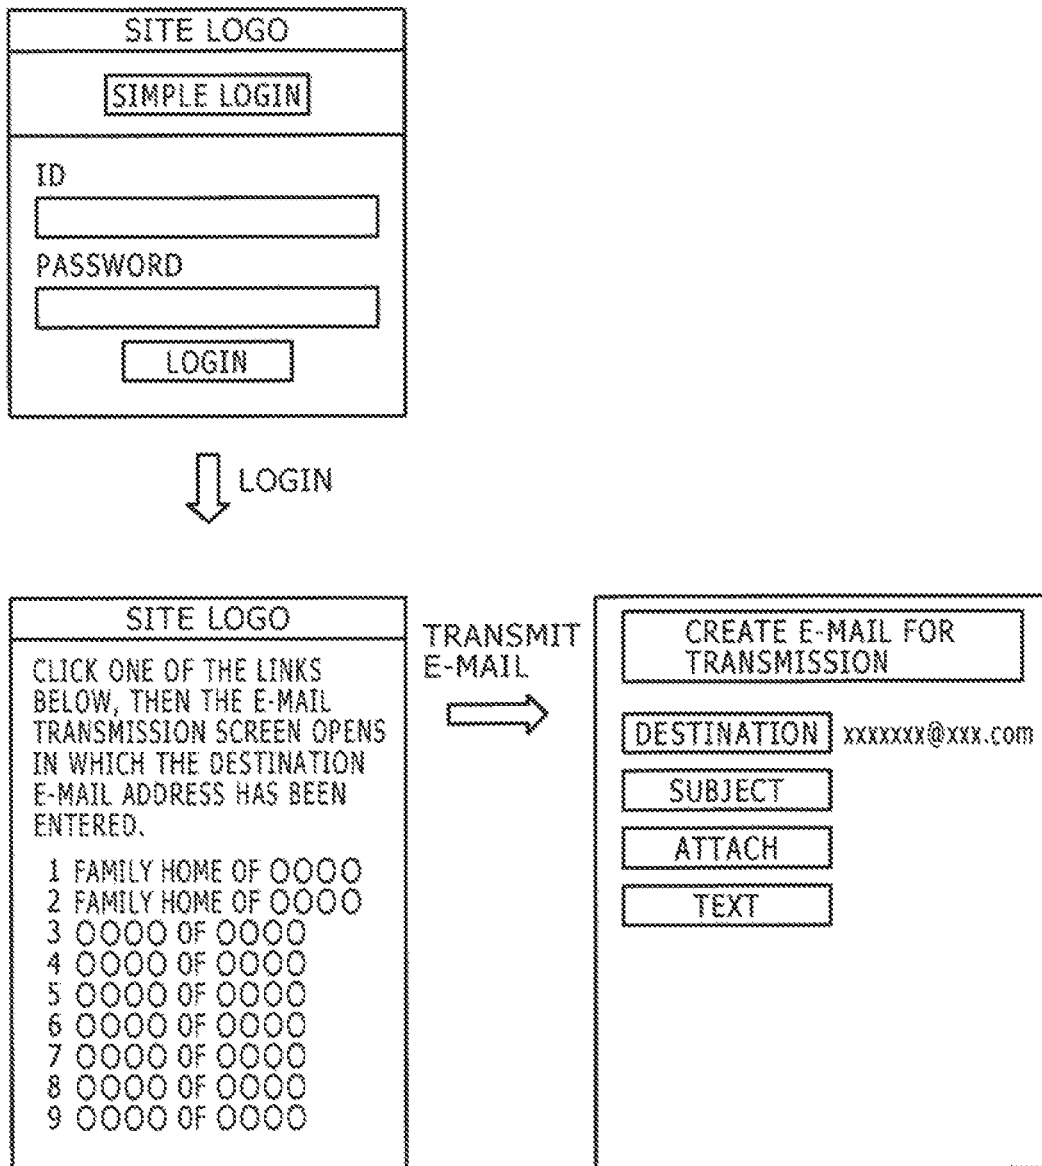 SITE LOGO
SIMPLE LOGIN
ID
PASSWORD
LOGIN
LOGIN
SITE LOGO
CLICK ONE OF THE LINKS
BELOW, THEN THE E-MAIL
TRANSMISSION SCREEN OPENS
IN WHICH THE DESTINATION
E-MAIL ADDRESS HAS BEEN
ENTERED.
1 FAMILY HOME OF OOOO
2 FAMILY HOME OF OOOO
3 OOOO OF OOOO
4 OOOO OF OOOO
5 OOOO OF OOOO
6 OOOO OF OOOO
7 OOOO OF OOOO
8 OOOO OF OOOO
9 OOOO OF OOOO
TRANSMIT
E-MAIL
CREATE E-MAIL FOR
TRANSMISSION
DESTINATION xxxxxxx@xxx.com
SUBJECT
ATTACH
TEXT